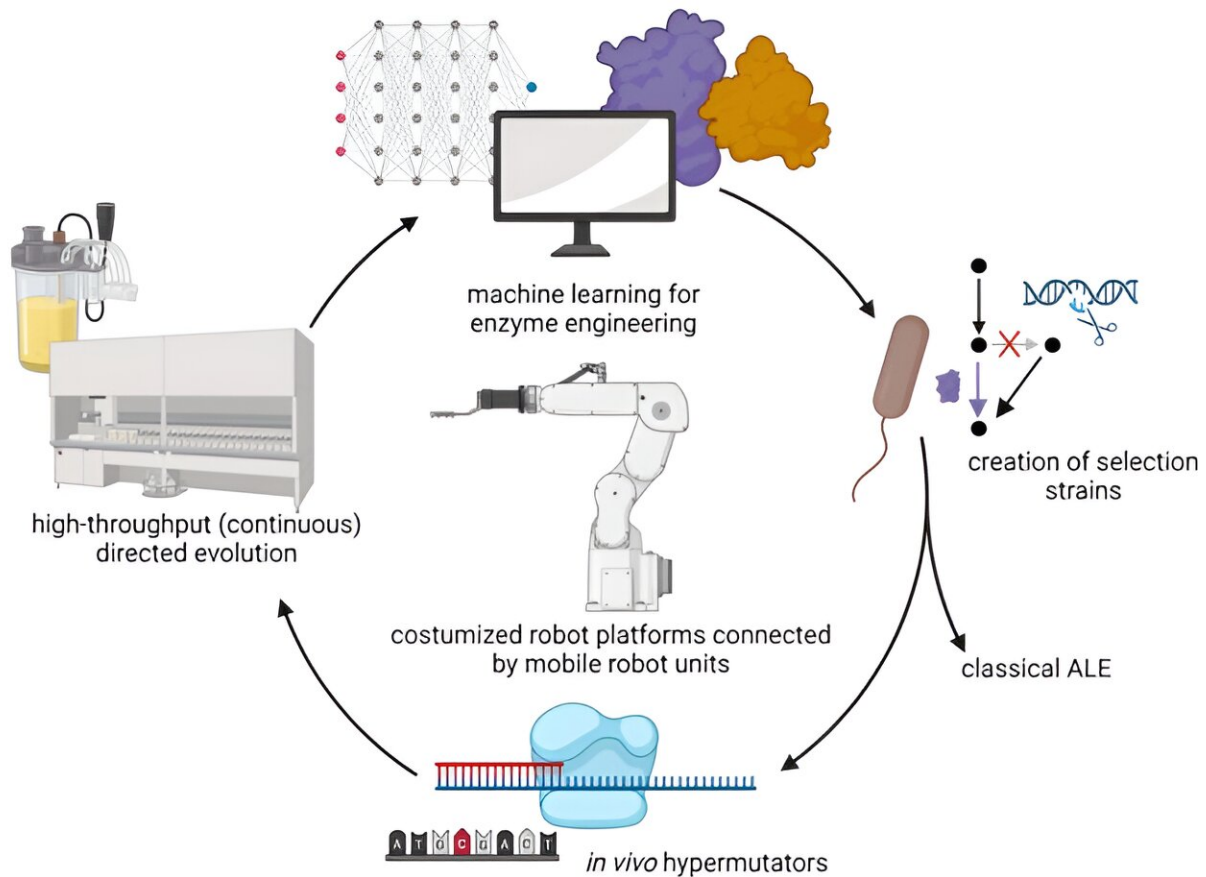 machine learning for
enzyme engineering
creation of selection
strains
high-throughput (continuous)
directed evolution
costumized robot platforms connected
by mobile robot units
classical ALE
A T G C G A C T
in vivo hypermutators